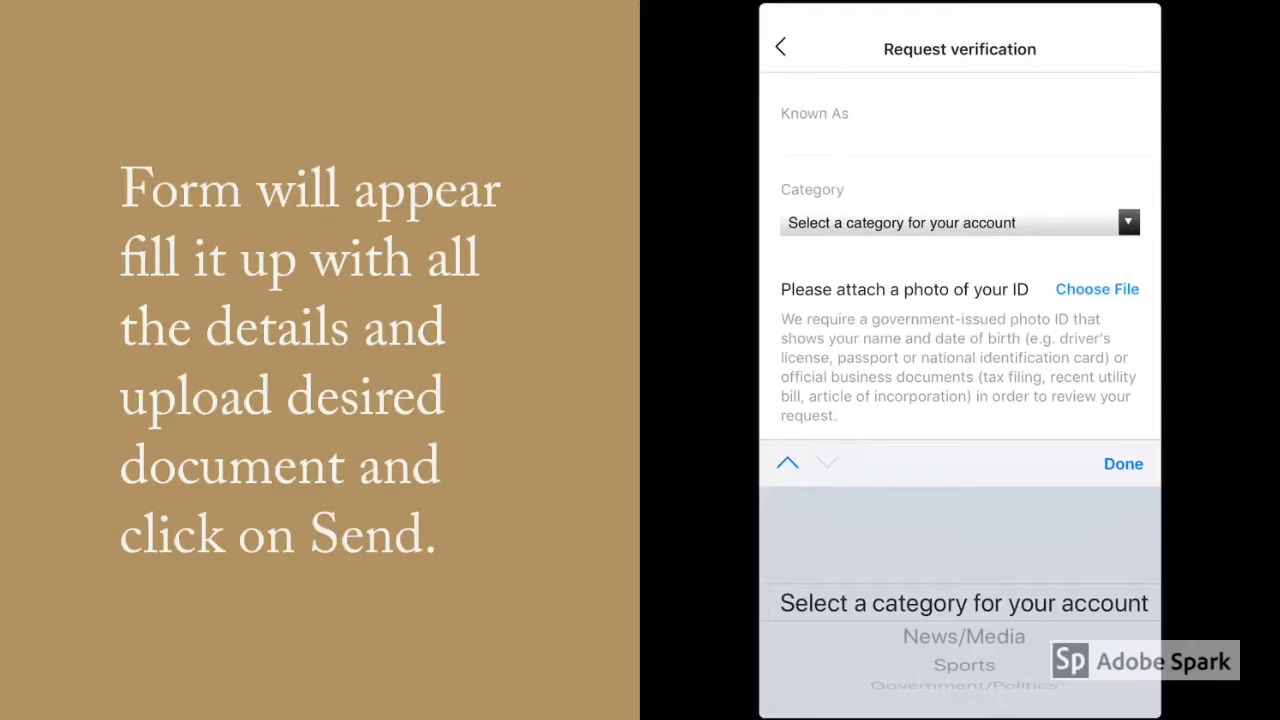 Form will appear
fill it up with all
the details and
upload desired
document and
click on Send.
Request verification
Known As
Category
Select a category for your account
Please attach a photo of your ID Choose File
We require a government-issued photo ID that
shows your name and date of birth (e.g. driver's
license, passport or national identification card) or
official business documents (tax filing, recent utility
bill, article of incorporation) in order to review your
request.
Done
Select a category for your account
News/Media
Sports
Government/Politics
Sp Adobe Spark